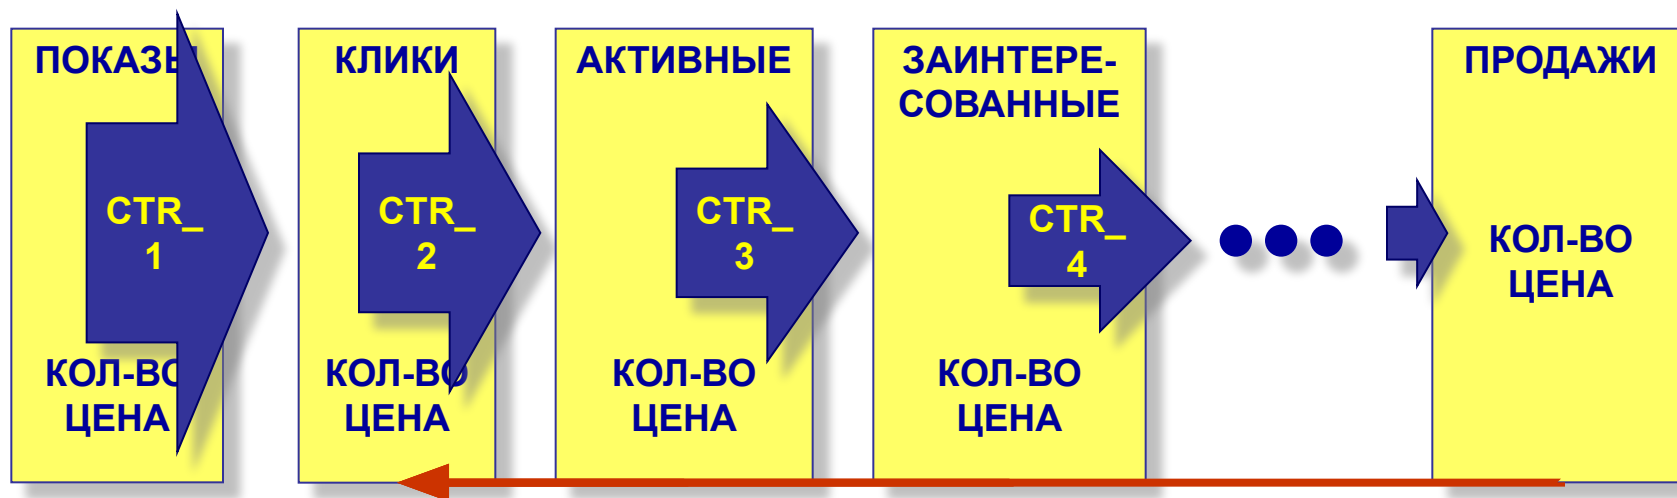 ПОКАЗЫ
CTR_
1
КОЛ-ВО
ЦЕНА
КЛИКИ
CTR_
2
КОЛ-ВО
ЦЕНА
АКТИВНЫЕ
CTR_
3
КОЛ-ВО
ЦЕНА
ЗАИНТЕРЕ-
СОВАННЫЕ
CTR_
4
КОЛ-ВО
ЦЕНА
ПРОДАЖИ
КОЛ-ВО
ЦЕНА